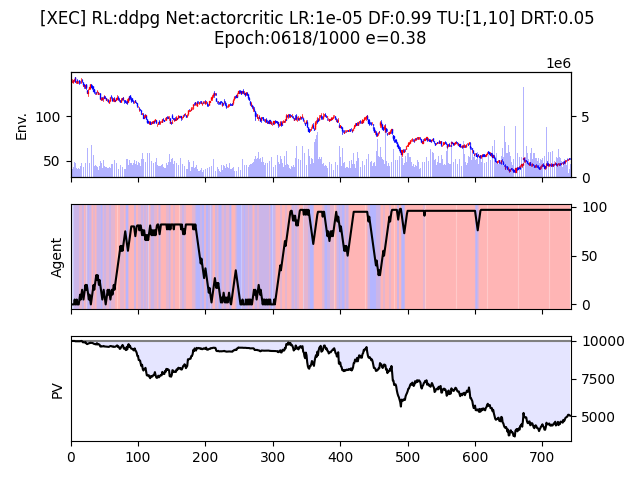 [XEC] RL:ddpg Net:actorcritic LR:1e-05 DF:0.99 TU:[1,10] DRT:0.05
Epoch:0618/1000 e=0.38
1e6
Env.
100
50
5
0
Agent
100
50
0
PV
10000
7500
5000
0 100 200 300 400 500 600 700